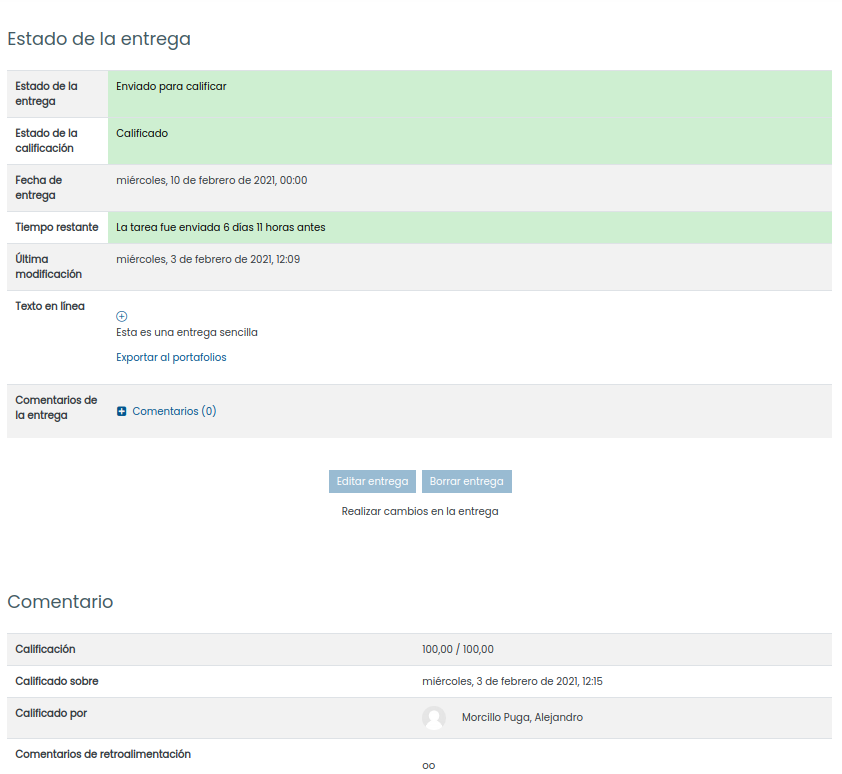 Estado de la entrega
Estado de la
entrega
Enviado para calificar
Estado de la
calificación
Calificado
Fecha de
entrega
miércoles, 10 de febrero de 2021, 00:00
Tiempo restante
La tarea fue enviada 6 días 11 horas antes
Última
modificación
miércoles, 3 de febrero de 2021, 12:09
Texto en línea
Esta es una entrega sencilla
Exportar al portafolios
Comentarios de
la entrega
Comentarios (0)
Editar entrega
Borrar entrega
Realizar cambios en la entrega
Comentario
Calificación
100,00 / 100,00
Calificado sobre
miércoles, 3 de febrero de 2021, 12:15
Calificado por
Morcillo Puga, Alejandro
Comentarios de retroalimentación
oo